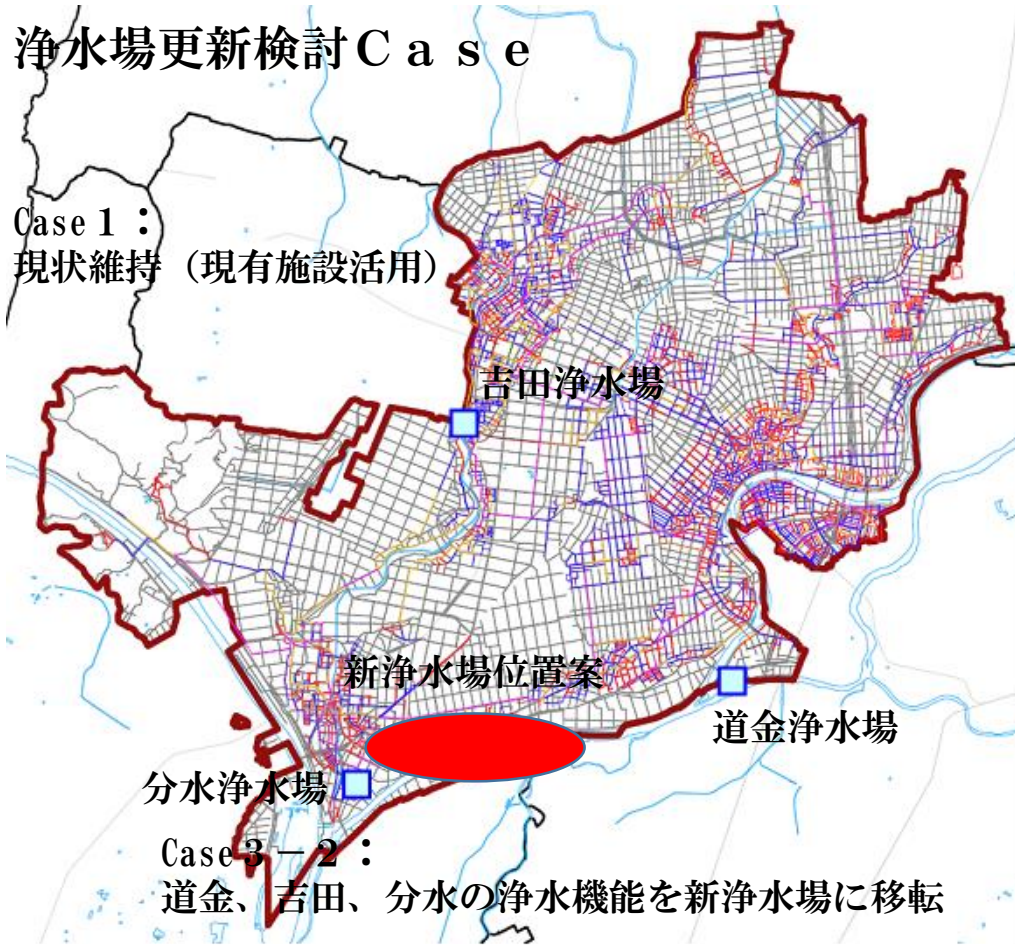 浄水場更新検討Ｃａｓｅ
Case１：
現状維持（現有施設活用）
吉田浄水場
新浄水場位置案
道金浄水場
分水浄水場
Case３－２：
道金、吉田、分水の浄水機能を新浄水場に移転